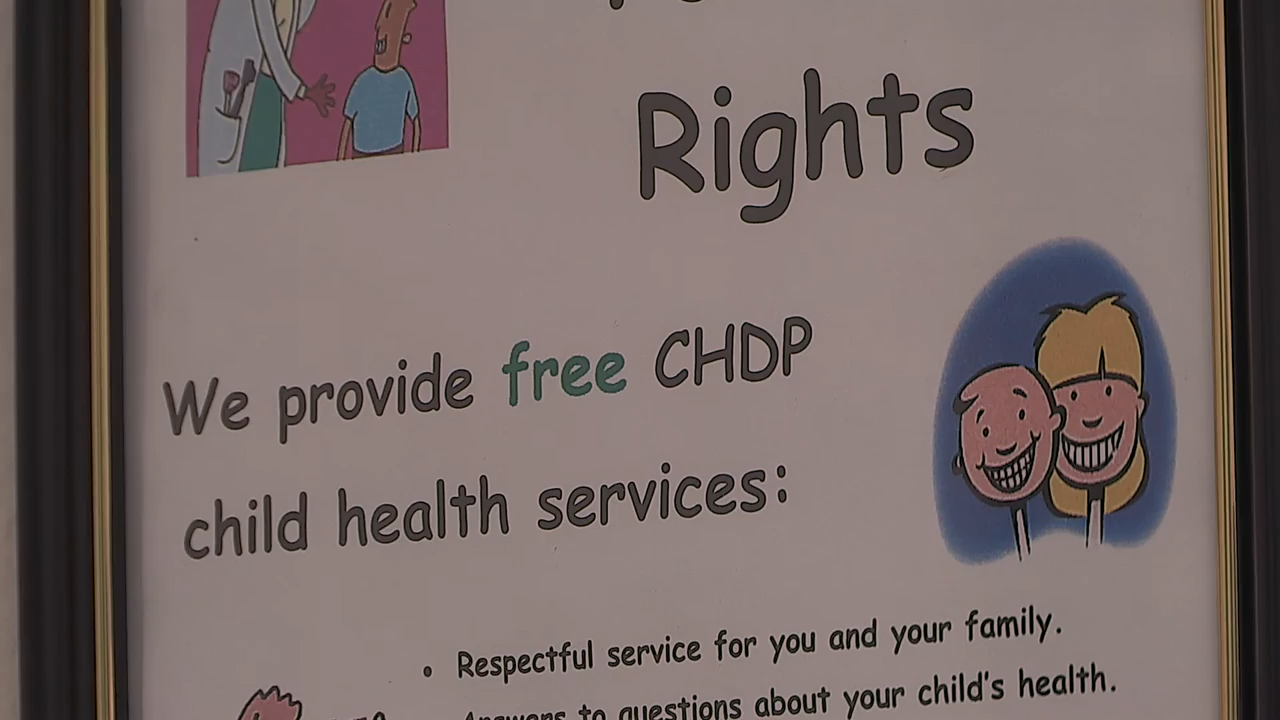 Rights
We provide free CHDP
child health services:
• Respectful service for you and your family.
Answers to questions about your child's health.